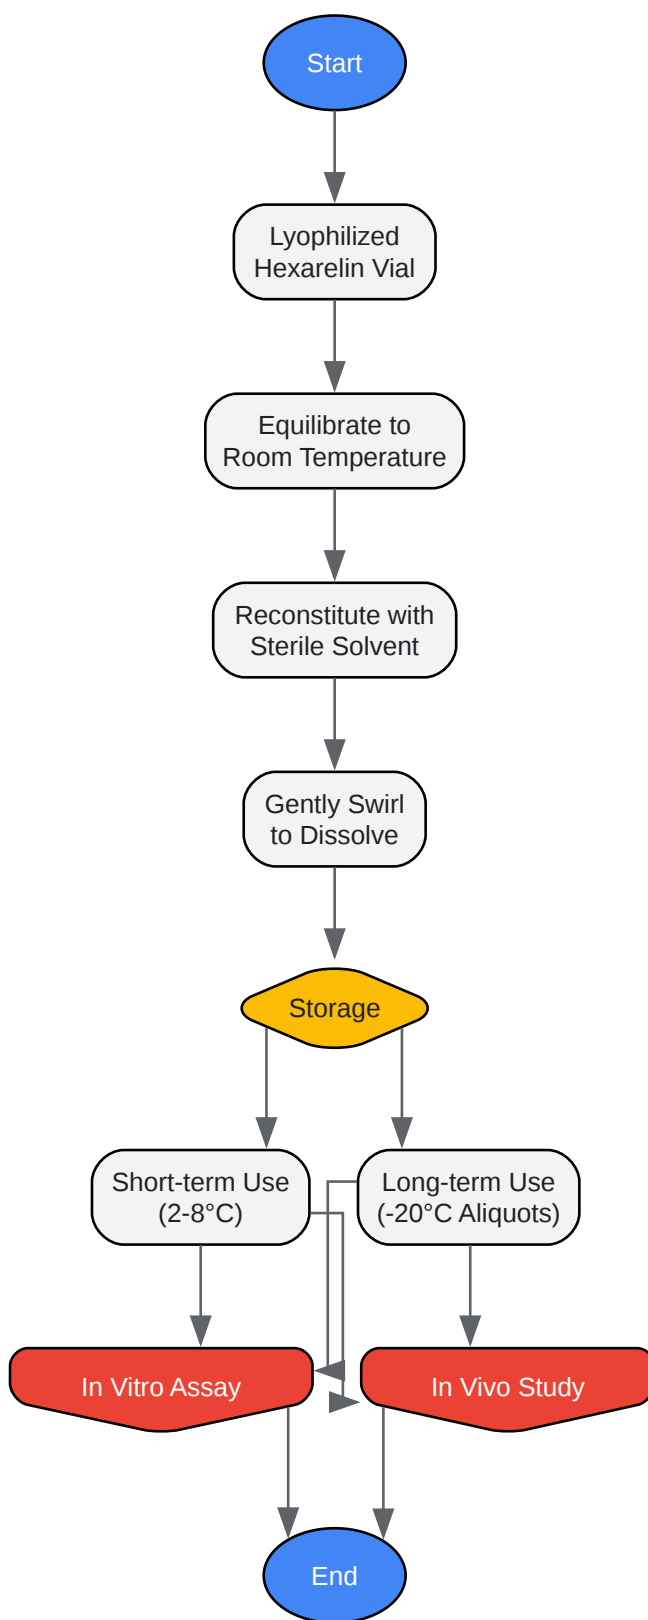 Start
Lyophilized
Hexarelin Vial
Equilibrate to
Room Temperature
Reconstitute with
Sterile Solvent
Gently Swirl
to Dissolve
Storage
Short-term Use
(2-8°C)
Long-term Use
(-20°C Aliquots)
In Vitro Assay
In Vivo Study
End